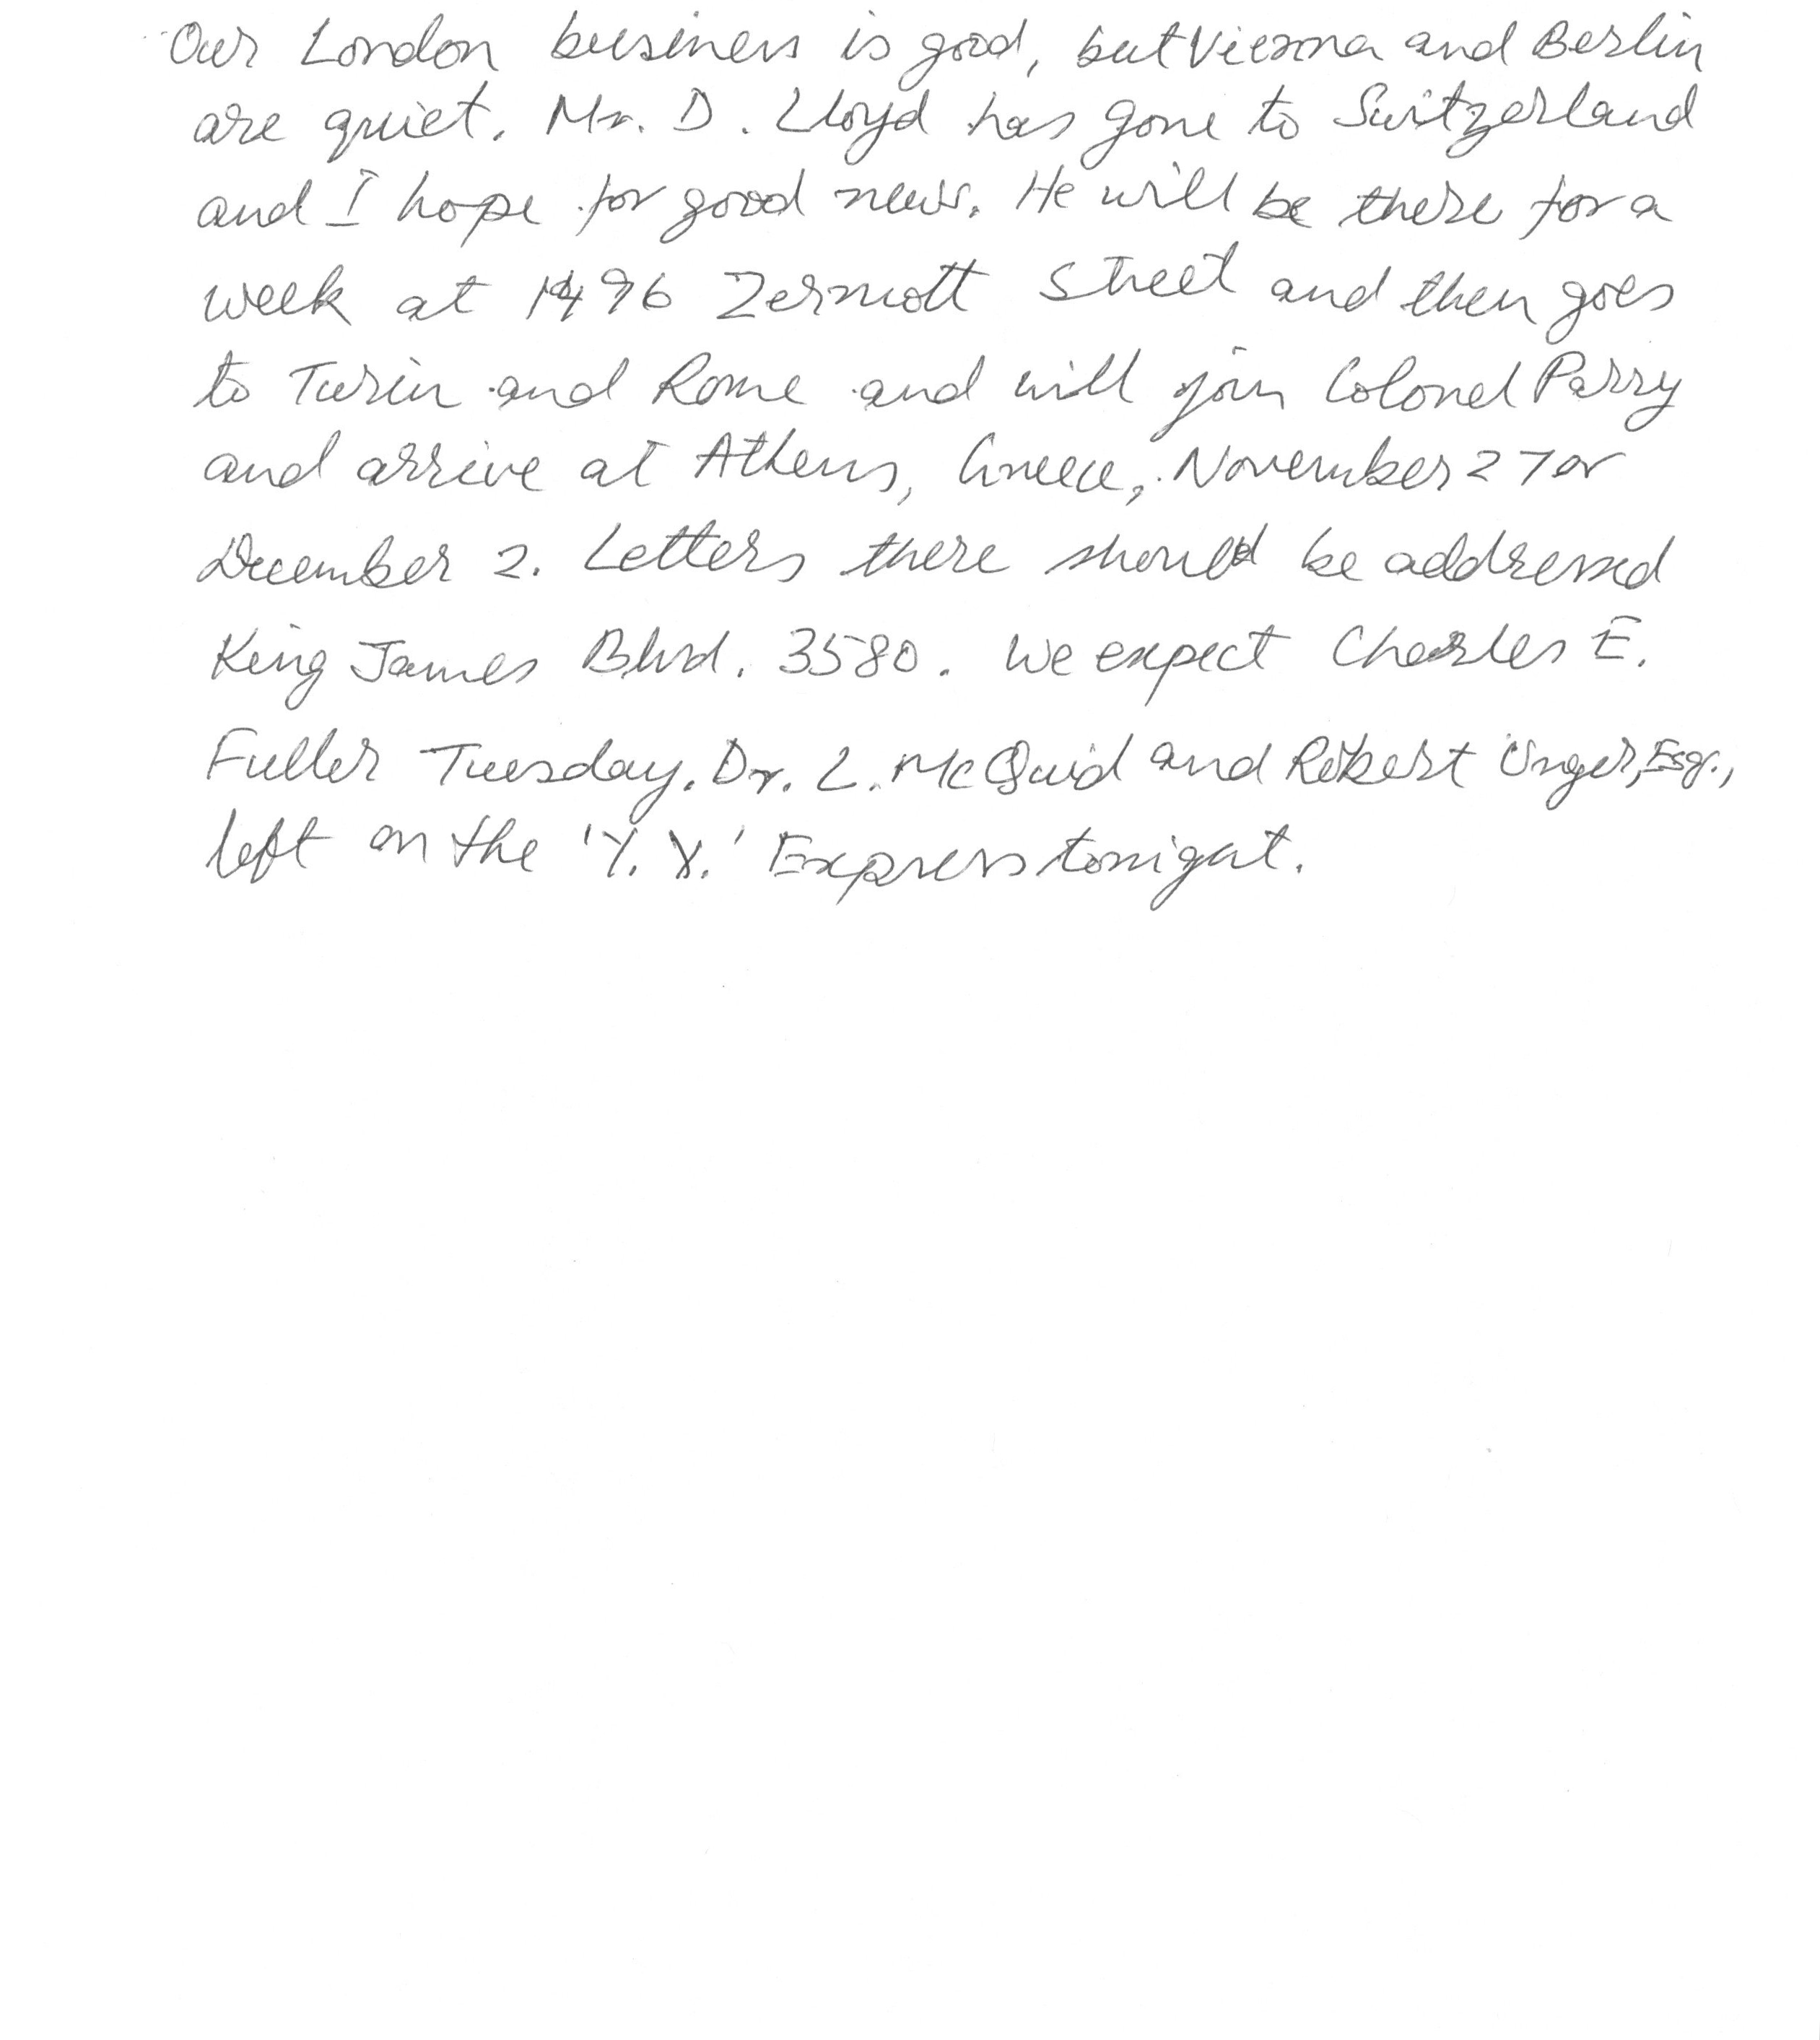 Our London business is good, but Vienna and Berlin
are quiet. Mr. D. Lloyd has gone to Switzerland
and I hope for good news. He will be there for a
week at 1496 Zermott Street and then goes
to Turin and Rome and will join Colonel Parry
and arrive at Athens, Greece, November 27 or
December 2. Letters there should be addressed
King James Blvd. 3580. We expect Charles E.
Fuller Tuesday. Dr. L. McQuid and Robert Unger, Esq.,
left on the 'Y. X.' Express tonight.